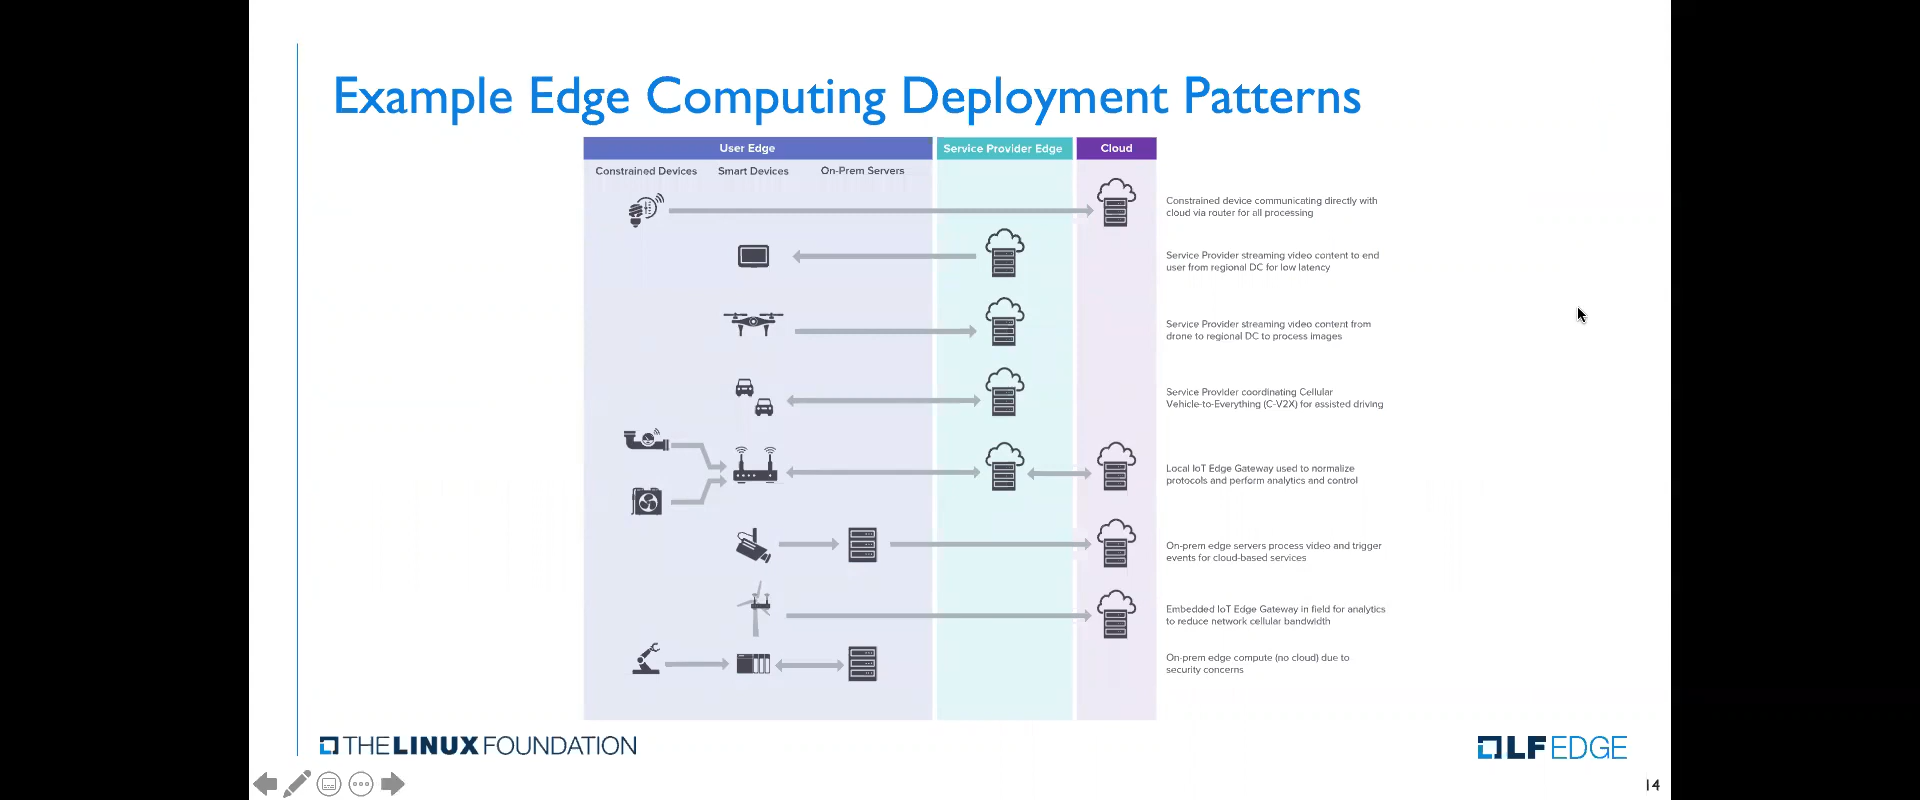 Example Edge Computing Deployment Patterns
User Edge
Service Provider Edge
Cloud
Constrained Devices
Smart Devices
On-Prem Servers
Constrained device communicating directly with
cloud via router for all processing
Service Provider streaming video content to end
user from regional DC for low latency
Service Provider streaming video content from
drone to regional DC to process images
Service Provider coordinating Cellular
Vehicle-to-Everything (C-V2X) for assisted driving
Local IoT Edge Gateway used to normalize
protocols and perform analytics and control
On-prem edge servers process video and trigger
events for cloud-based services
Embedded IoT Edge Gateway in field for analytics
to reduce network cellular bandwidth
On-prem edge compute (no cloud) due to
security concerns
THE LINUX FOUNDATION
LF EDGE
14